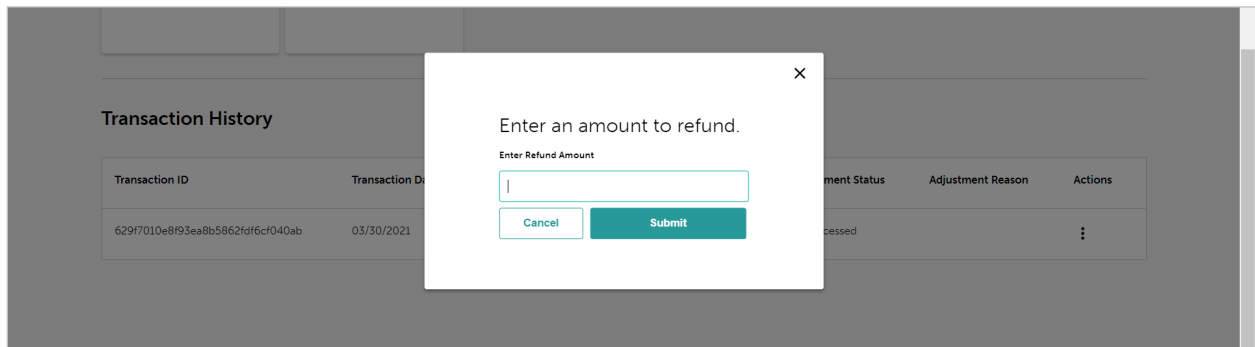 Enter an amount to refund.
Enter Refund Amount
Cancel Submit
Transaction History
Transaction ID Transaction Adjustment Reason Actions
629f7010e8f93ea8b5862fdf6cf040ab 03/30/2021